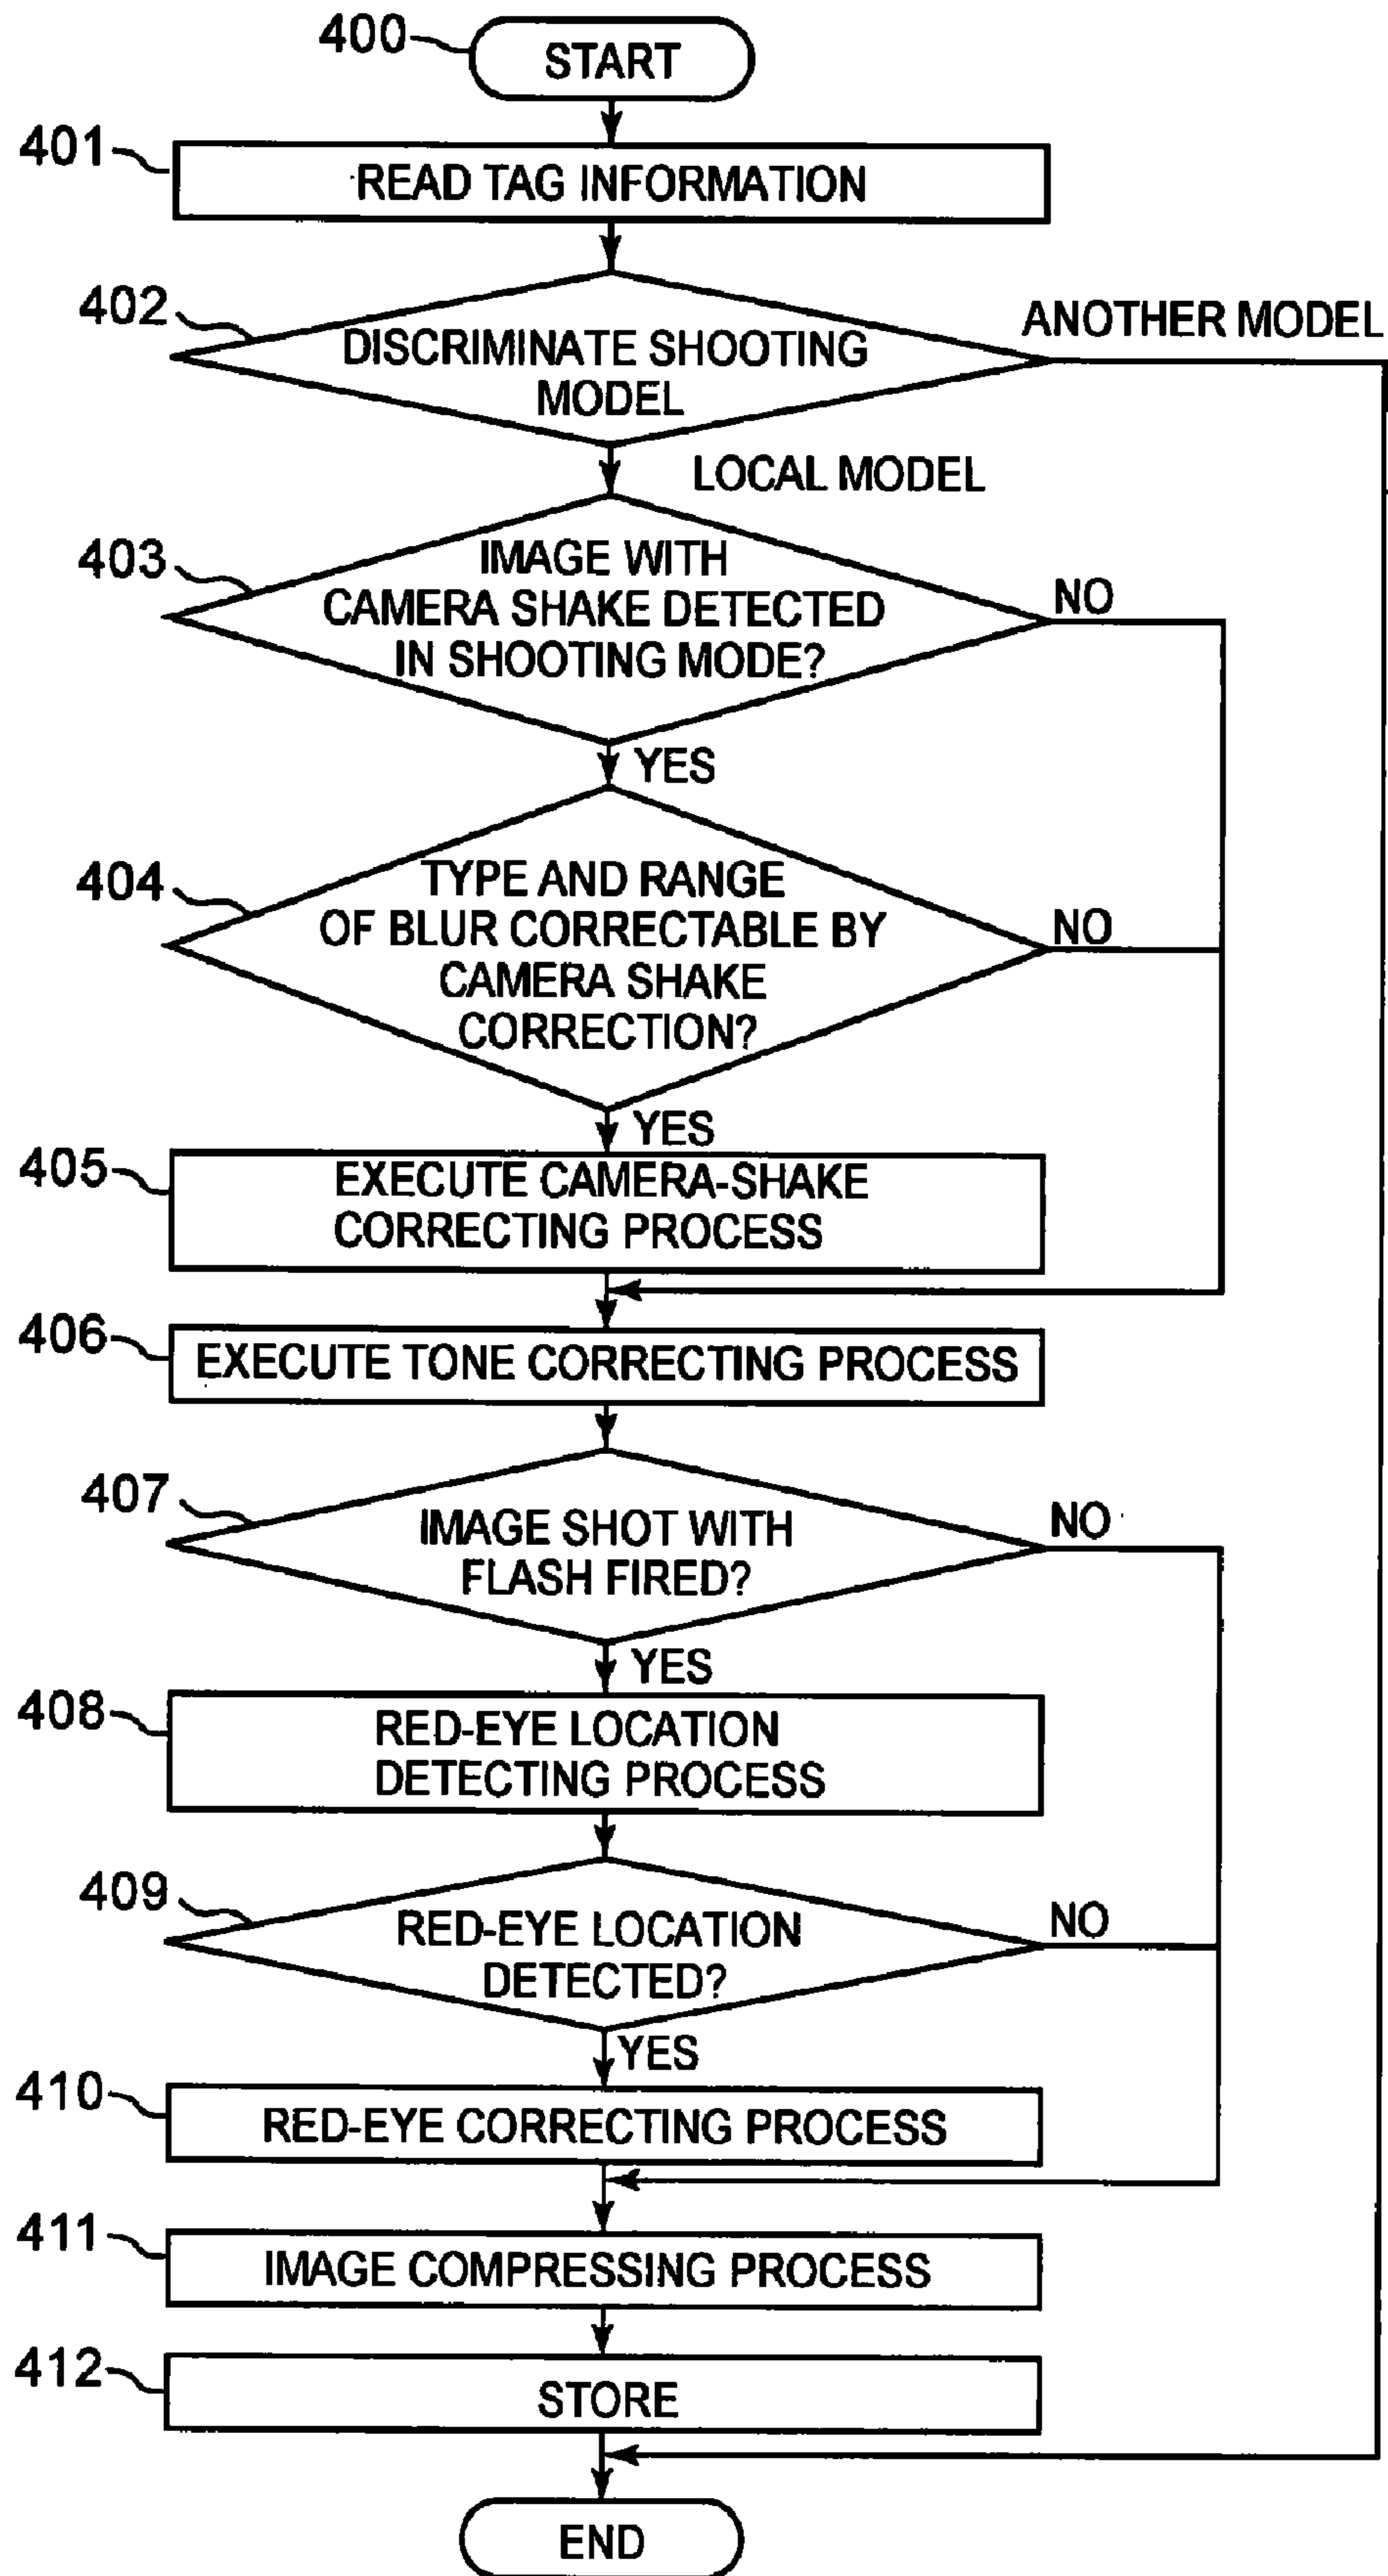 400
START
401
READ TAG INFORMATION
402
DISCRIMINATE SHOOTING
MODEL
ANOTHER MODEL
LOCAL MODEL
403
IMAGE WITH
CAMERA SHAKE DETECTED
IN SHOOTING MODE?
NO
YES
404
TYPE AND RANGE
OF BLUR CORRECTABLE BY
CAMERA SHAKE
CORRECTION?
NO
YES
405
EXECUTE CAMERA-SHAKE
CORRECTING PROCESS
406
EXECUTE TONE CORRECTING PROCESS
407
IMAGE SHOT WITH
FLASH FIRED?
NO
YES
408
RED-EYE LOCATION
DETECTING PROCESS
409
RED-EYE LOCATION
DETECTED?
NO
YES
410
RED-EYE CORRECTING PROCESS
411
IMAGE COMPRESSING PROCESS
412
STORE
END